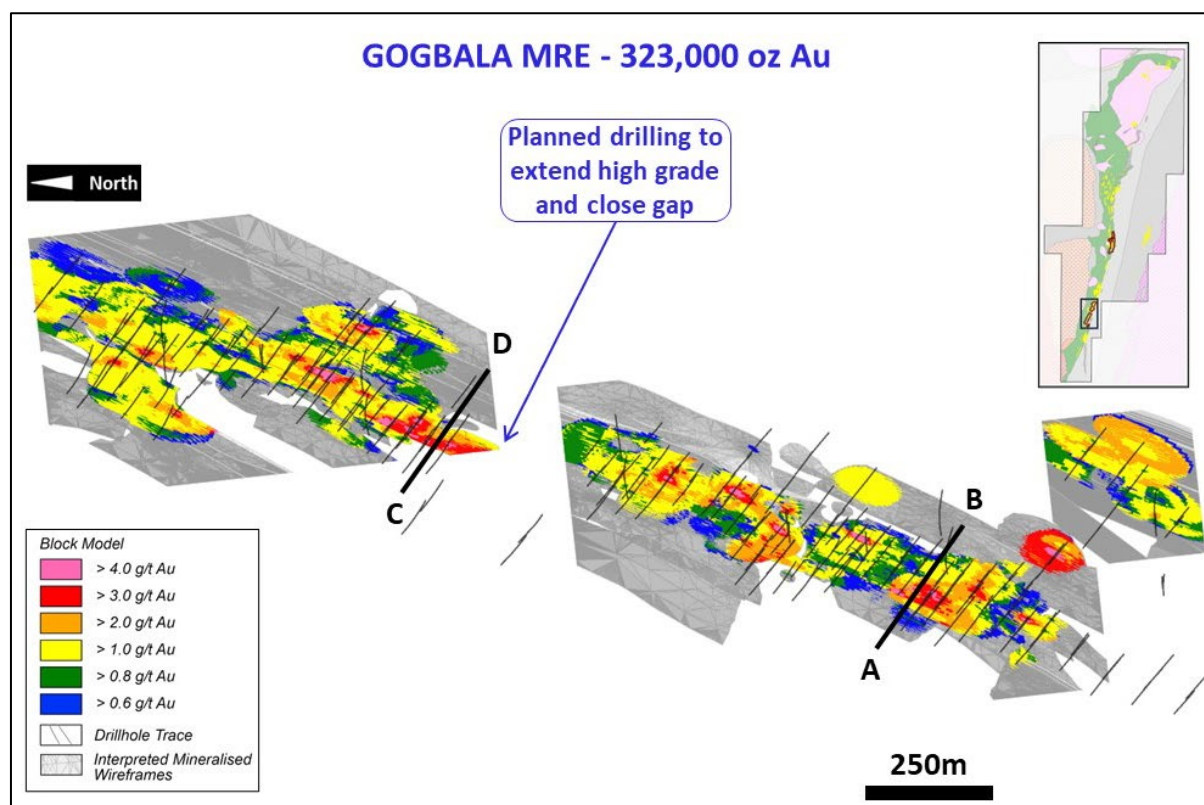 GOGBALA MRE - 323,000 oz Au
Planned drilling to
extend high grade
and close gap
North
D
C
B
A
Block Model
> 4.0 g/t Au
> 3.0 g/t Au
> 2.0 g/t Au
> 1.0 g/t Au
> 0.8 g/t Au
> 0.6 g/t Au
Drillhole Trace
Interpreted Mineralised
Wireframes
250m